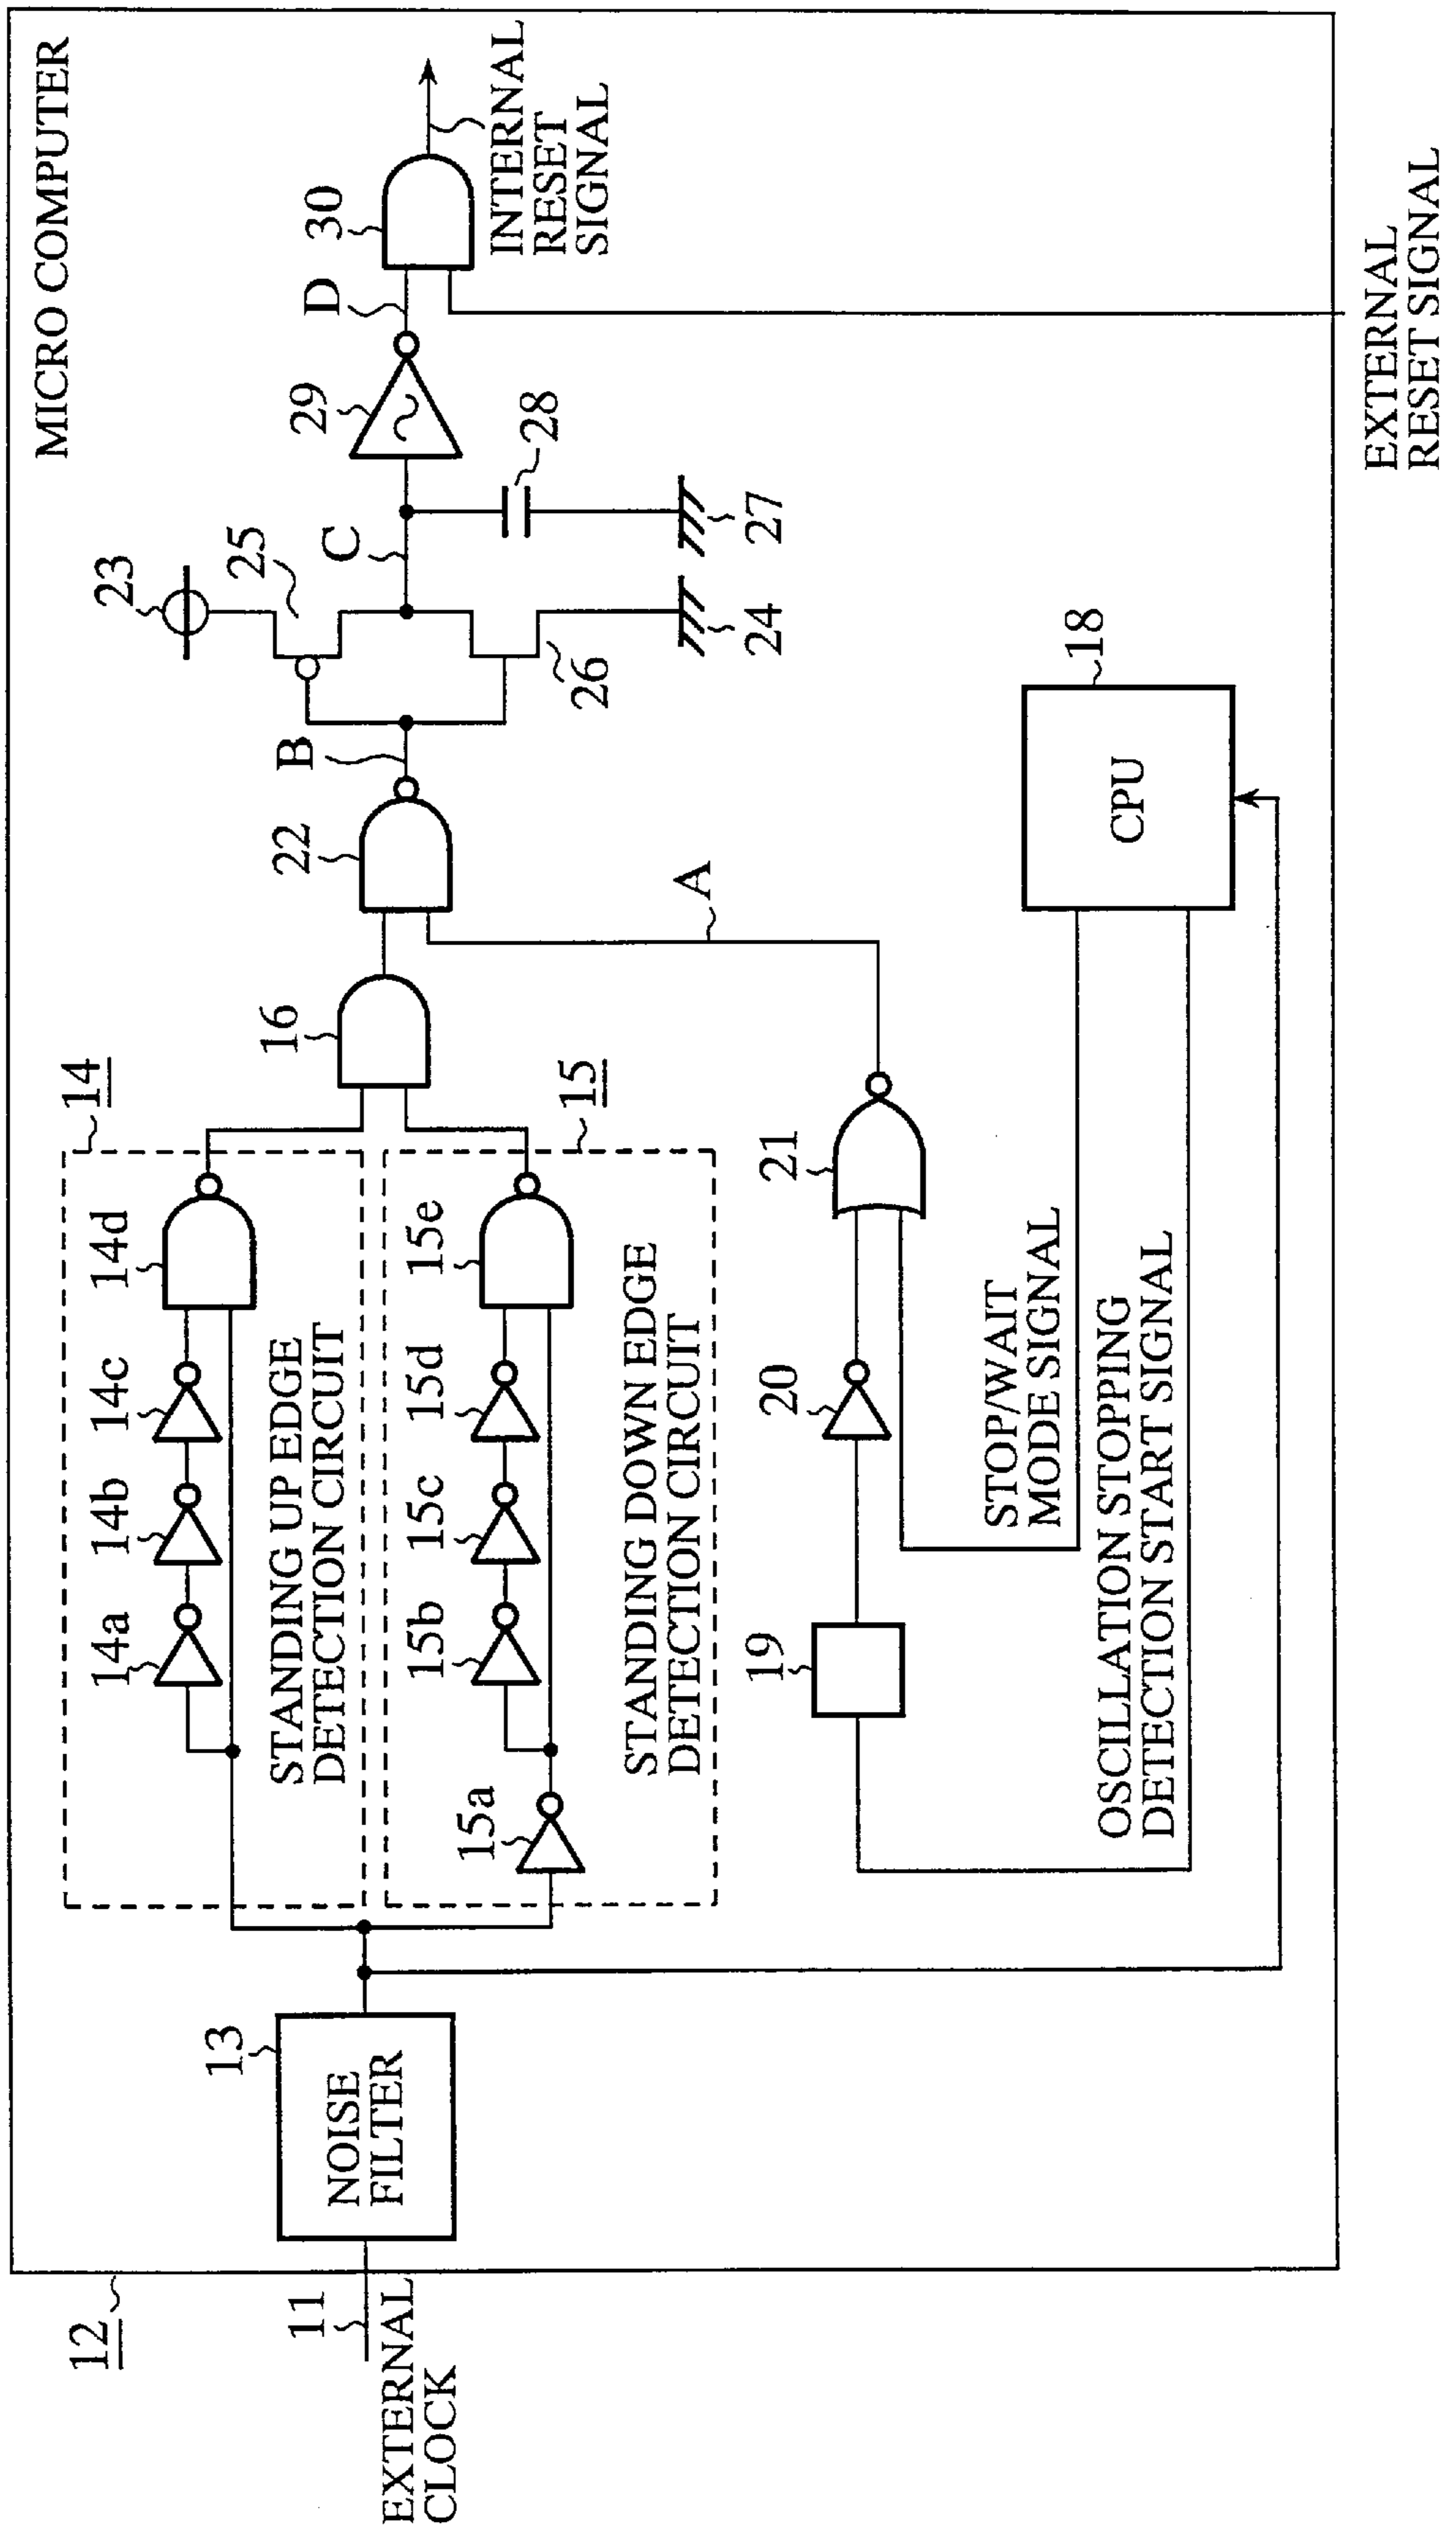 MICRO COMPUTER
12
11
EXTERNAL
CLOCK
13
NOISE
FILTER
14
14a
14b
14c
14d
STANDING UP EDGE
DETECTION CIRCUIT
15
15a
15b
15c
15d
15e
STANDING DOWN EDGE
DETECTION CIRCUIT
16
22
A
B
23
25
26
24
C
28
27
29
D
30
INTERNAL
RESET
SIGNAL
19
20
21
STOP/WAIT
MODE SIGNAL
OSCILLATION STOPPING
DETECTION START SIGNAL
18
CPU
EXTERNAL
RESET SIGNAL